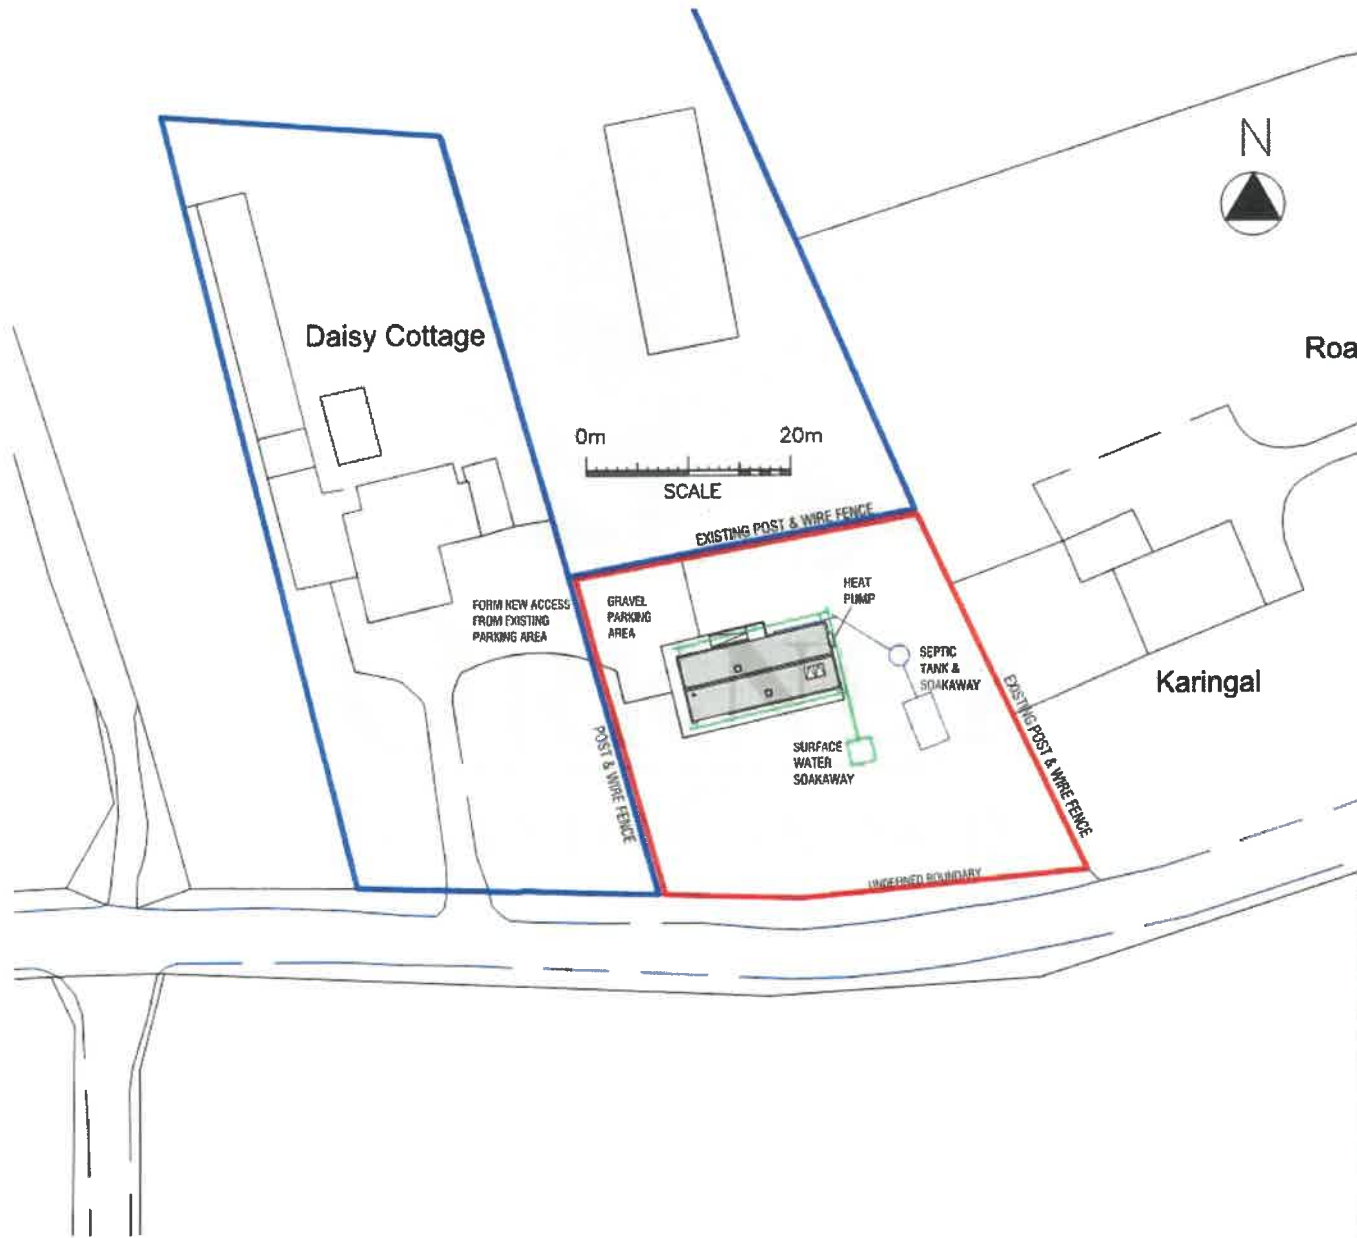 N
Daisy Cottage
Roa
0m 20m
SCALE
EXISTING POST & WIRE FENCE
HEAT
PUMP
FORM NEW ACCESS
FROM EXISTING
PARKING AREA
GRAVEL
PARKING
AREA
SEPTIC
TANK &
SOAKAWAY
Karingal
EXISTING POST & WIRE FENCE
POST & WIRE FENCE
SURFACE
WATER
SOAKAWAY
UNDEFINED BOUNDARY